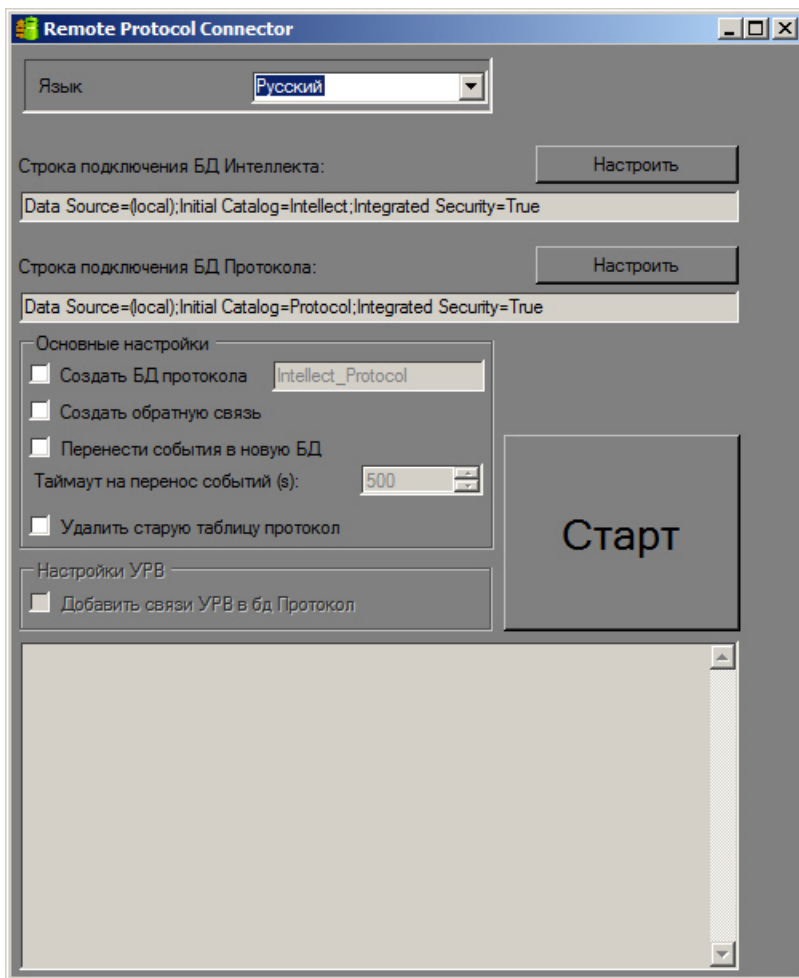 Remote Protocol Connector
Язык
Русский
Строка подключения БД Интеллекта:
Настроить
Data Source=(local);Initial Catalog=Intellect;Integrated Security=True
Строка подключения БД Протокола:
Настроить
Data Source=(local);Initial Catalog=Protocol;Integrated Security=True
Основные настройки
Создать БД протокола
Intellect_Protocol
Создать обратную связь
Перенести события в новую БД
Таймаут на перенос событий (s):
500
Удалить старую таблицу протокол
Старт
Настройки УРВ
Добавить связи УРВ в бд Протокол